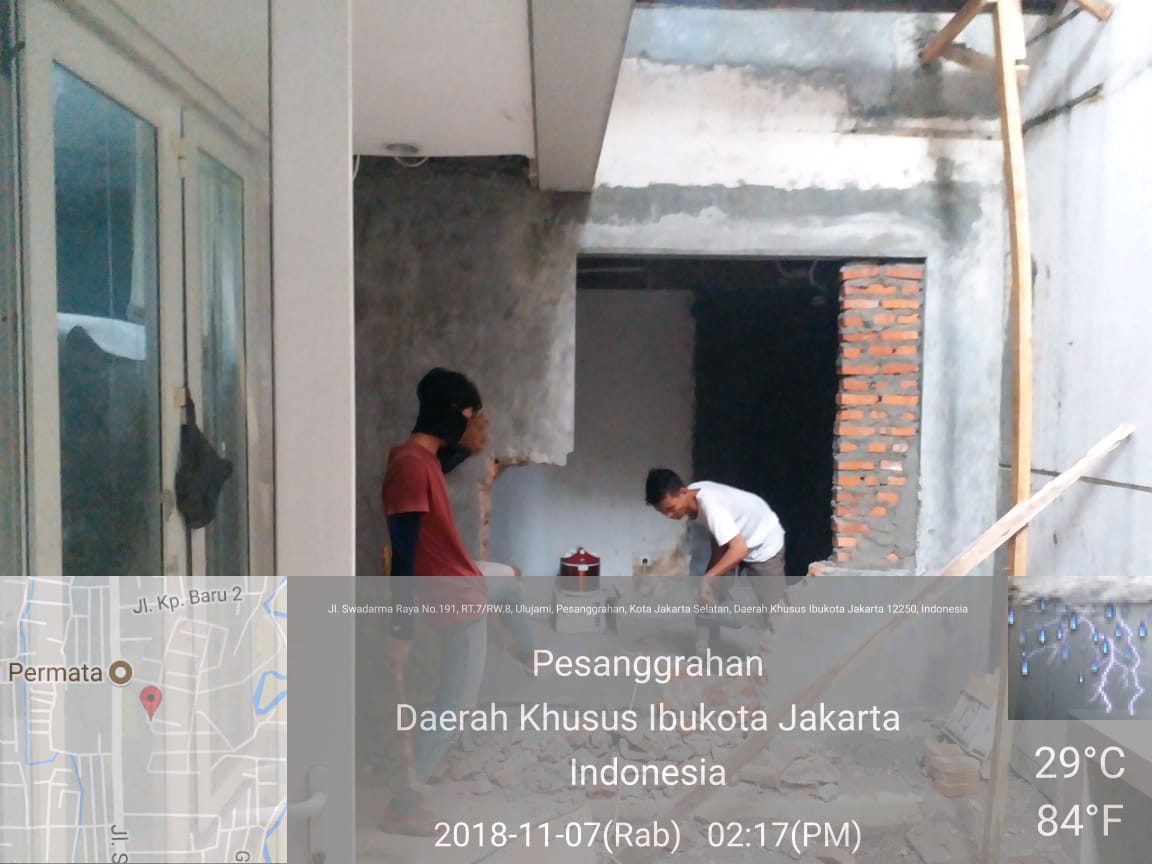 Jl. Kp. Baru 2
Permata
Jl. S
G
Jl. Swadarma Raya No.191, RT.7/RW.8, Ulujami, Pesanggrahan, Kota Jakarta Selatan, Daerah Khusus Ibukota Jakarta 12250, Indonesia
Pesanggrahan
Daerah Khusus Ibukota Jakarta
Indonesia
2018-11-07(Rab) 02:17(PM)
29°C
84°F